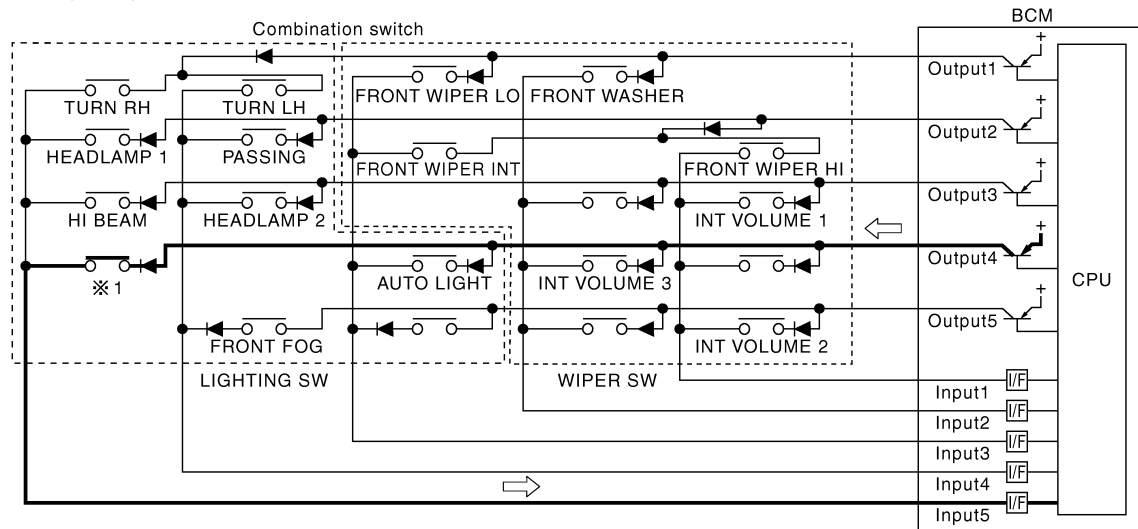 BCM
Combination switch
Output1
TURN RH
TURN LH
FRONT WIPER LO
FRONT WASHER
Output2
HEADLAMP 1
PASSING
FRONT WIPER INT
FRONT WIPER HI
Output3
HI BEAM
HEADLAMP 2
INT VOLUME 1
Output4
※1
AUTO LIGHT
INT VOLUME 3
CPU
Output5
FRONT FOG
INT VOLUME 2
LIGHTING SW
WIPER SW
Input1
I/F
Input2
I/F
Input3
I/F
Input4
I/F
Input5
I/F
+
+
+
+
+